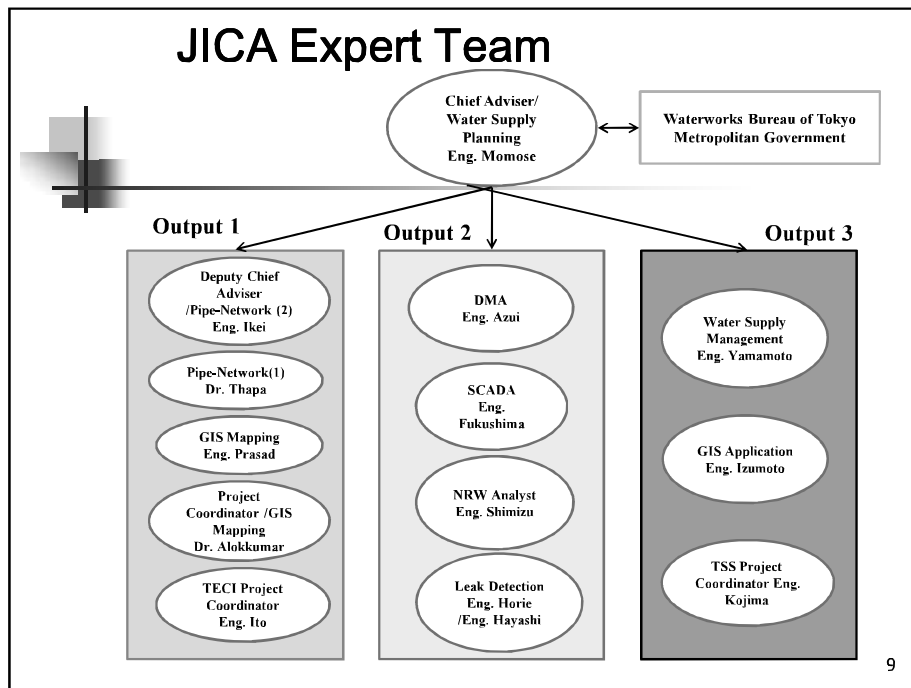 JICA Expert Team
Chief Adviser/
Water Supply
Planning
Eng. Momose
Waterworks Bureau of Tokyo
Metropolitan Government
Output 1
Deputy Chief
Adviser
/Pipe-Network (2)
Eng. Ikei
Pipe-Network(1)
Dr. Thapa
GIS Mapping
Eng. Prasad
Project
Coordinator /GIS
Mapping
Dr. Alokkumar
TECI Project
Coordinator
Eng. Ito
Output 2
DMA
Eng. Azui
SCADA
Eng.
Fukushima
NRW Analyst
Eng. Shimizu
Leak Detection
Eng. Horie
/Eng. Hayashi
Output 3
Water Supply
Management
Eng. Yamamoto
GIS Application
Eng. Izumoto
TSS Project
Coordinator Eng.
Kojima
9